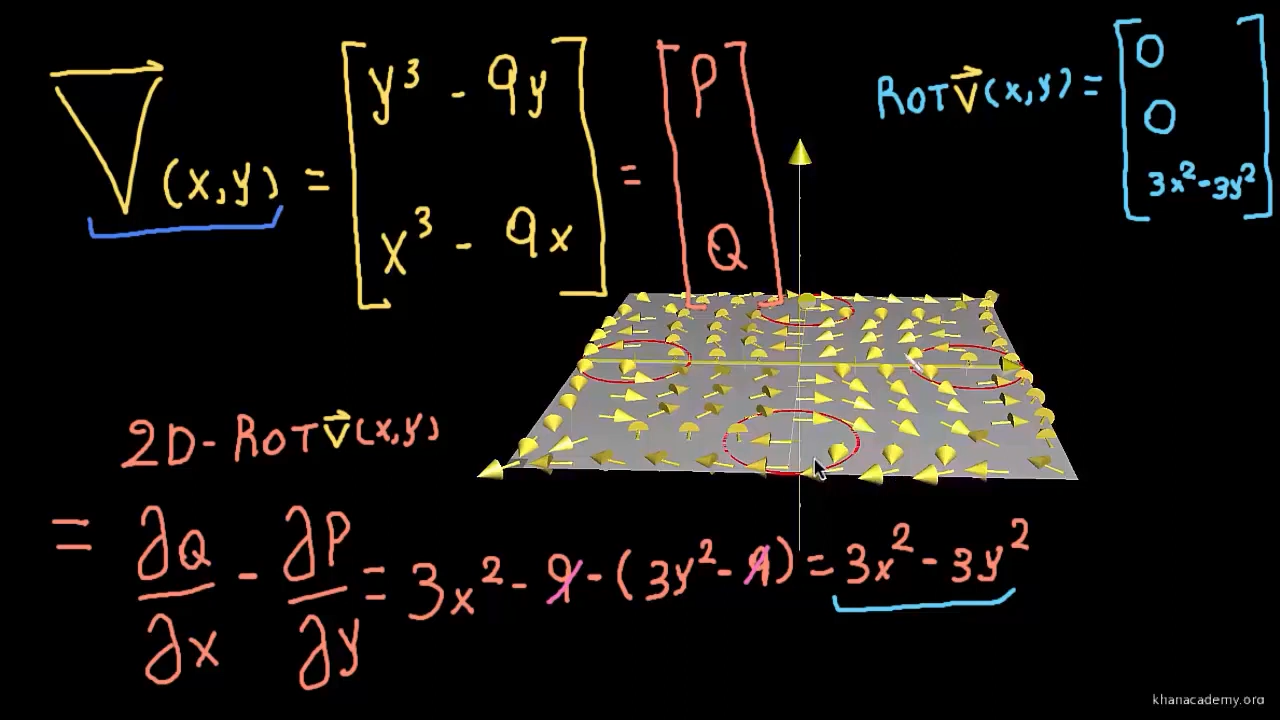 V⃗(x,y) = [y³ - 9y  x³ - 9x] = [P  Q]
ROT V⃗(x,y) = [0  0  3x² - 3y²]
2D - ROT V⃗(x,y)
= ∂Q/∂x - ∂P/∂y = 3x² - 9 - (3y² - 9) = 3x² - 3y²
khanacademy.org